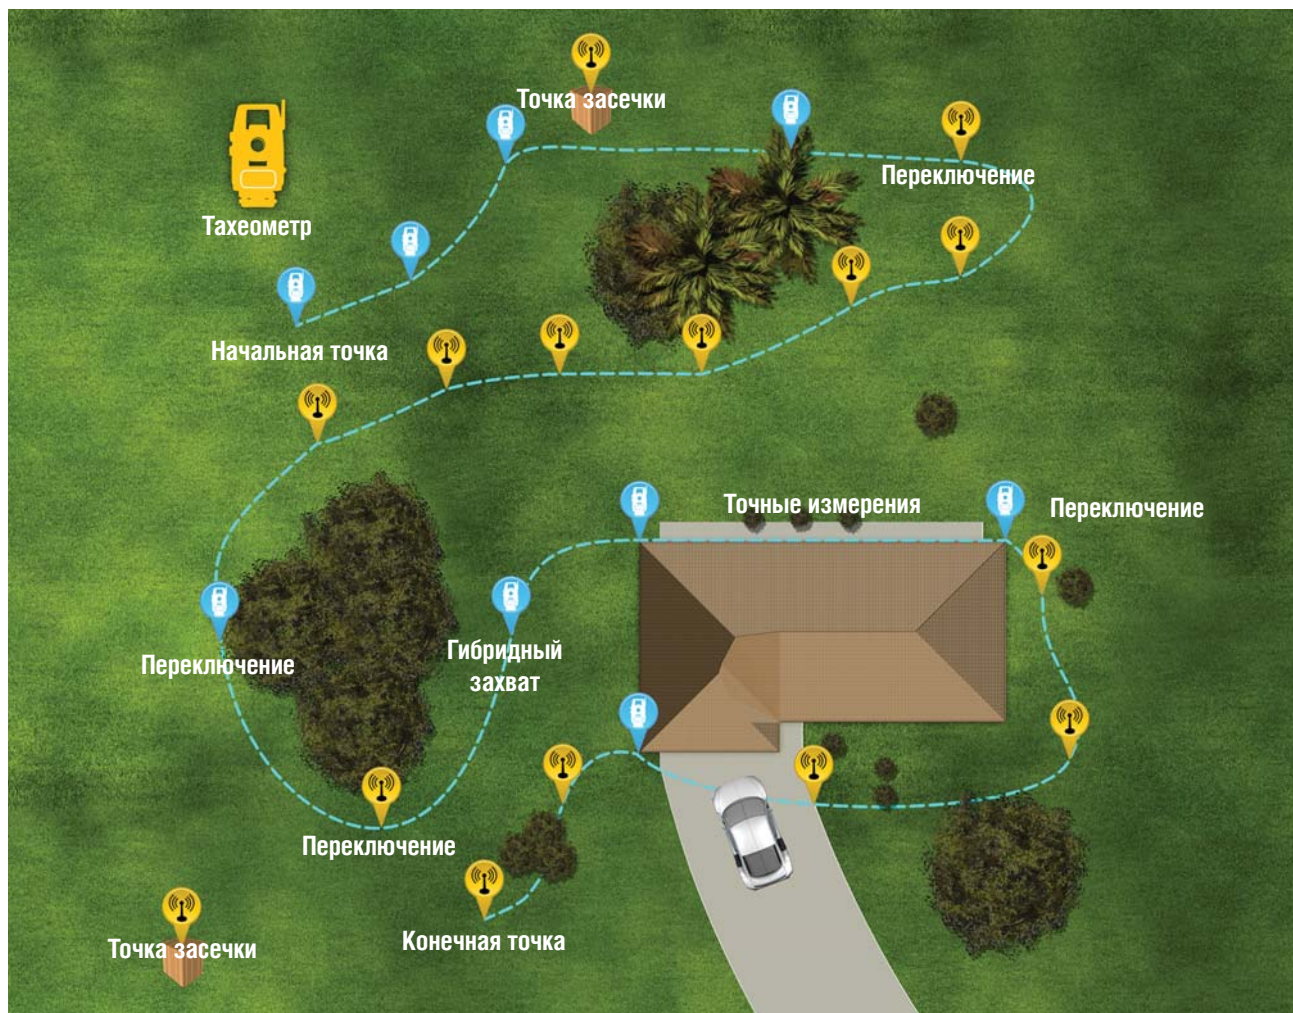 Точка засечки
Переключение
Тахеометр
Начальная точка
Точные измерения
Переключение
Гибридный
захват
Переключение
Переключение
Конечная точка
Точка засечки